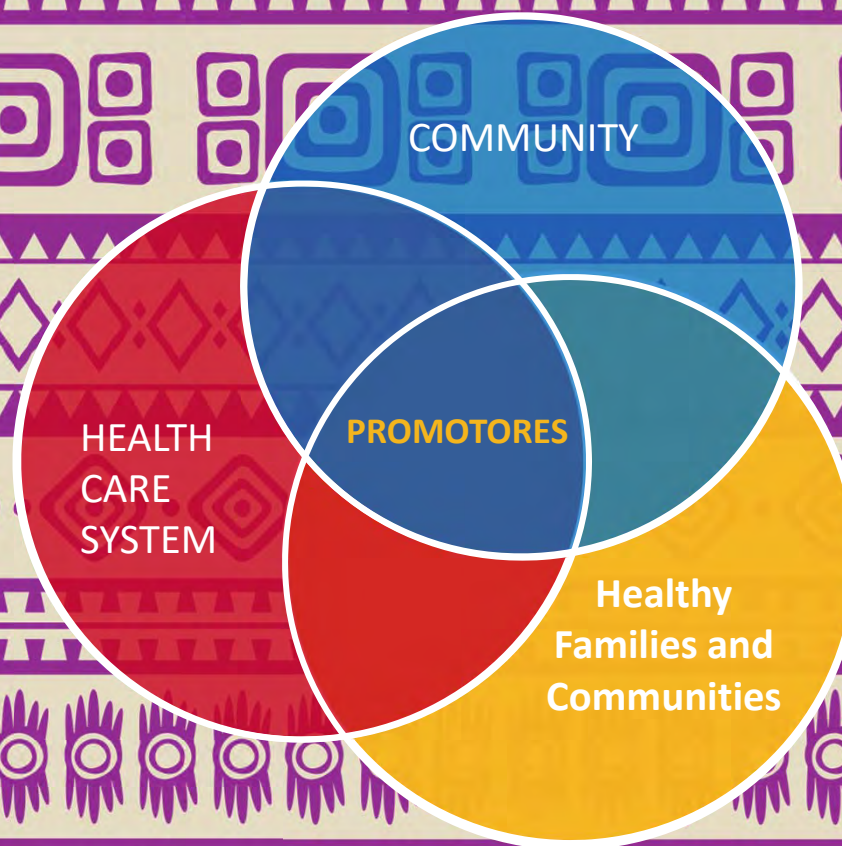 COMMUNITY
HEALTH
CARE
SYSTEM
PROMOTORES
Healthy
Families and
Communities